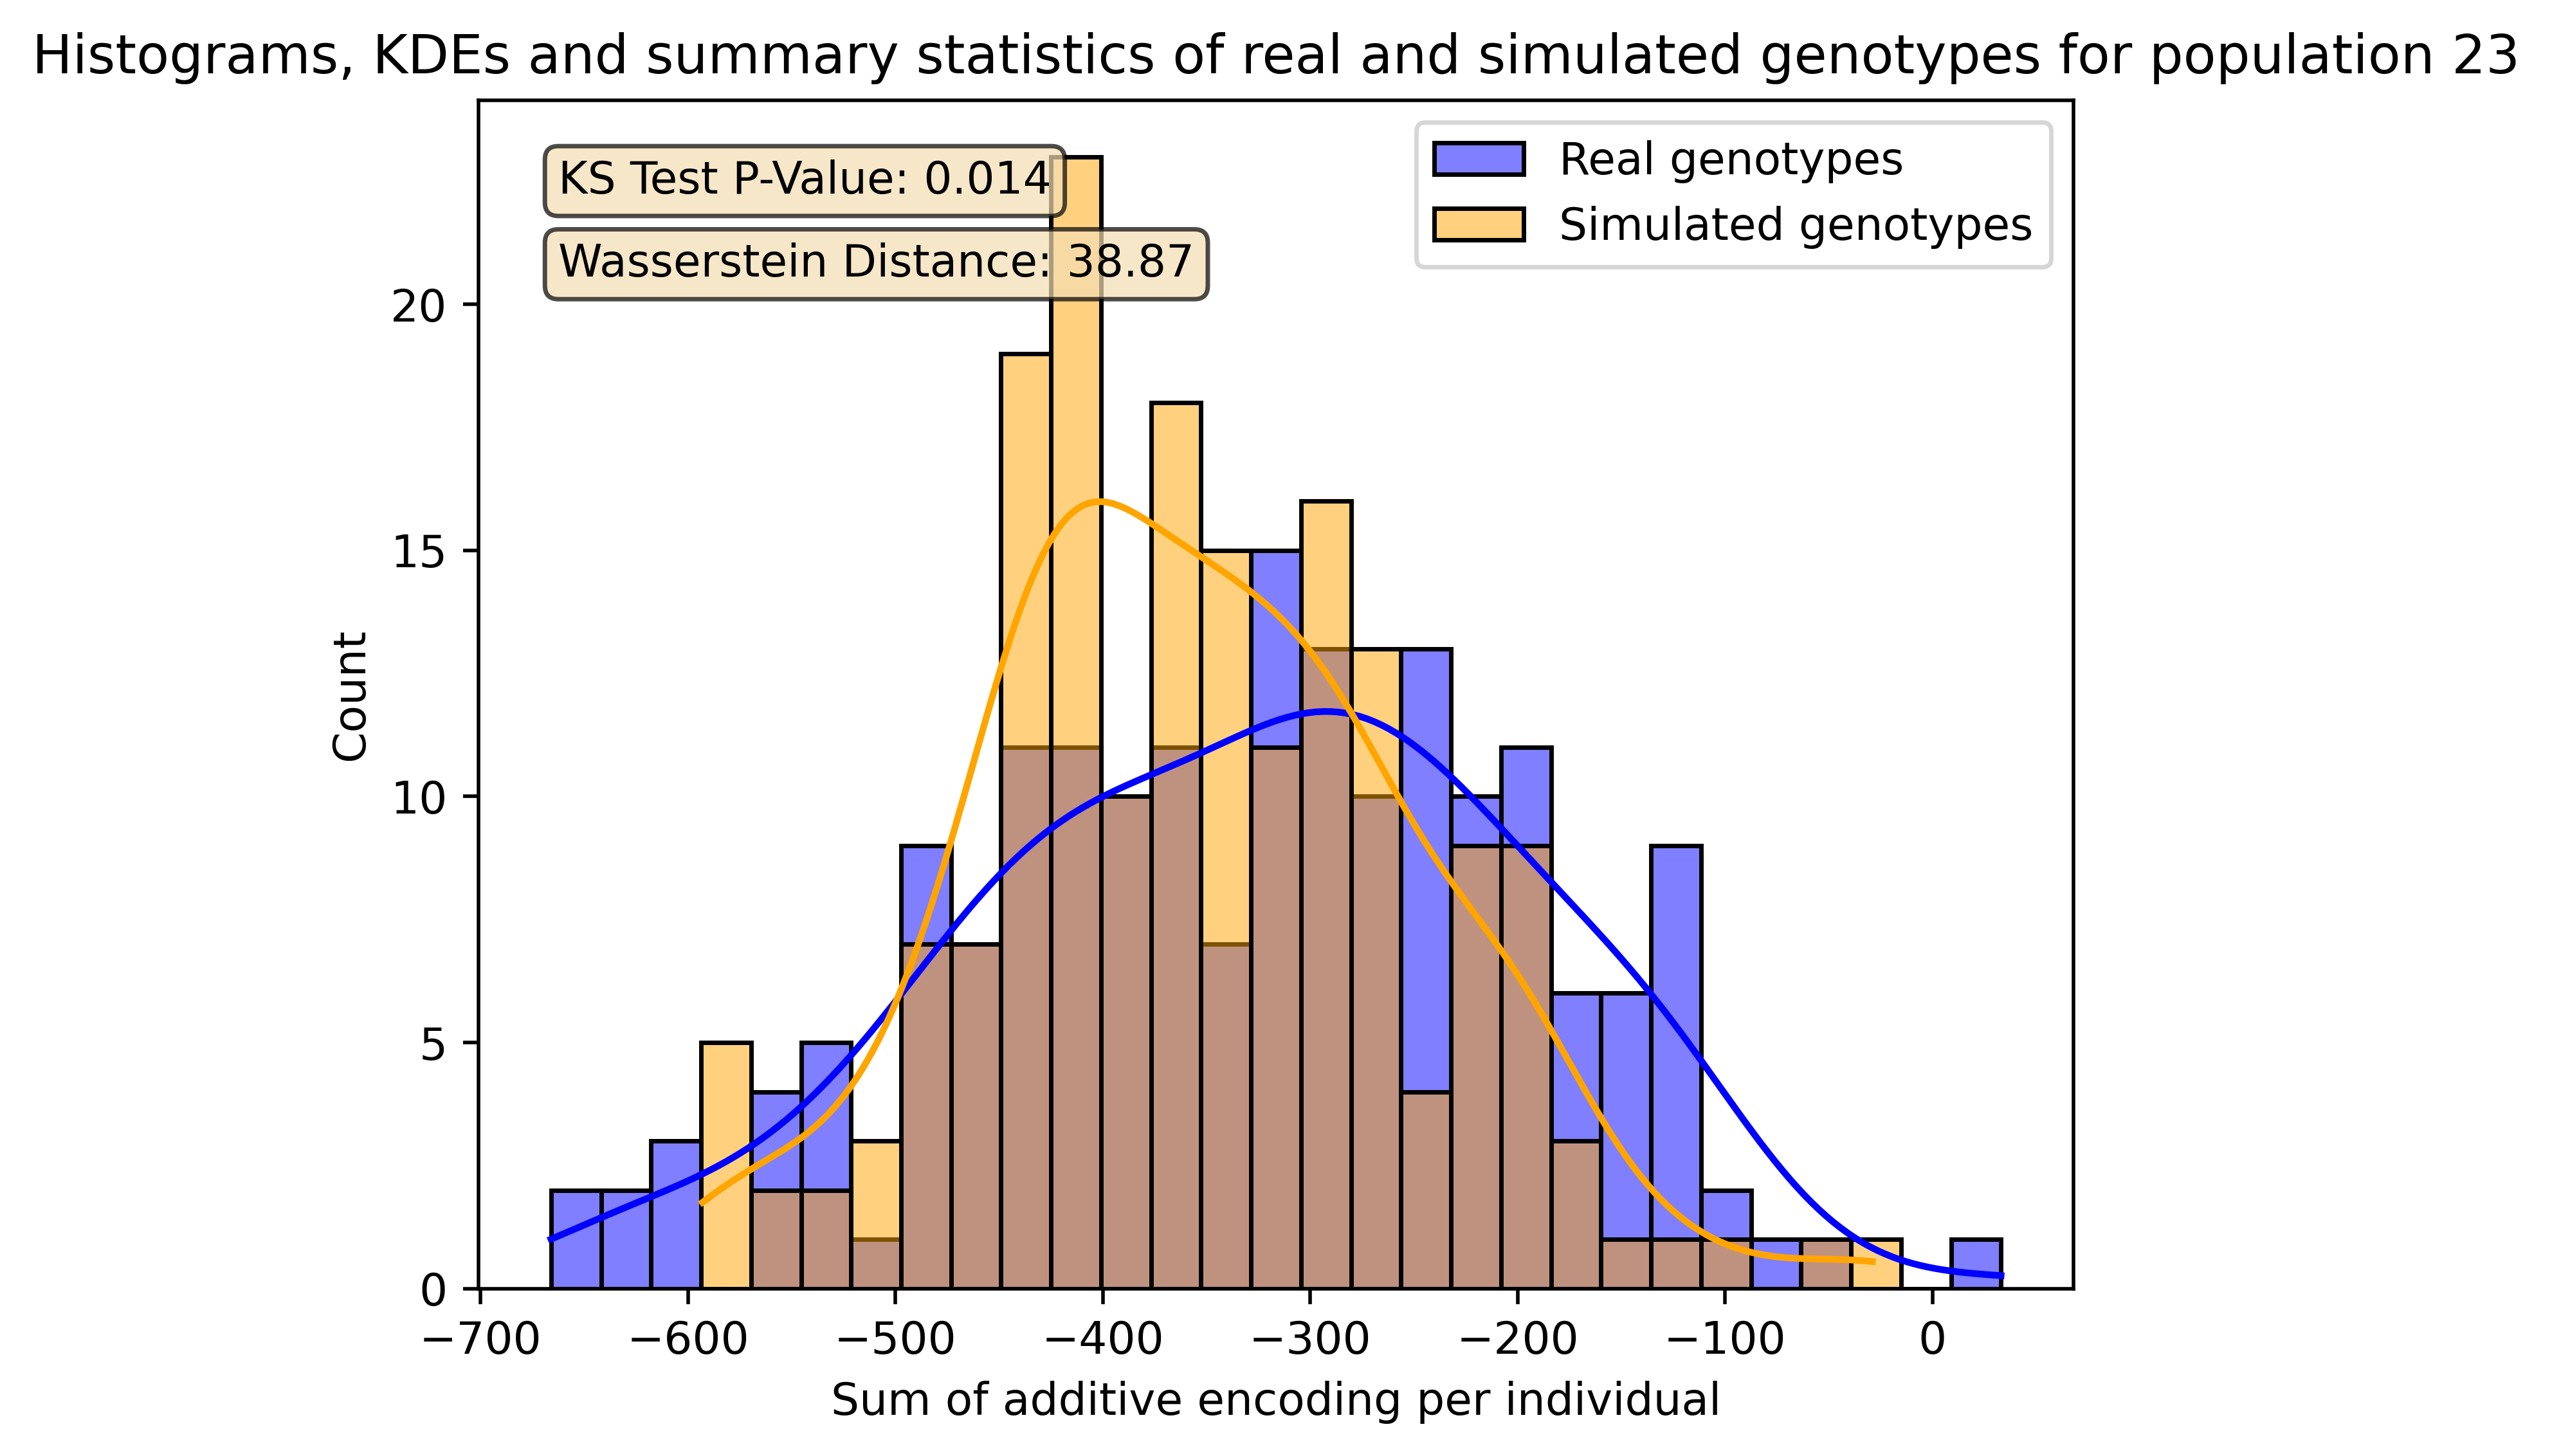 Histograms, KDEs and summary statistics of real and simulated genotypes for population 23
KS Test P-Value: 0.014
Wasserstein Distance: 38.87
Real genotypes
Simulated genotypes
Count
20
15
10
5
0
−700 −600 −500 −400 −300 −200 −100 0
Sum of additive encoding per individual